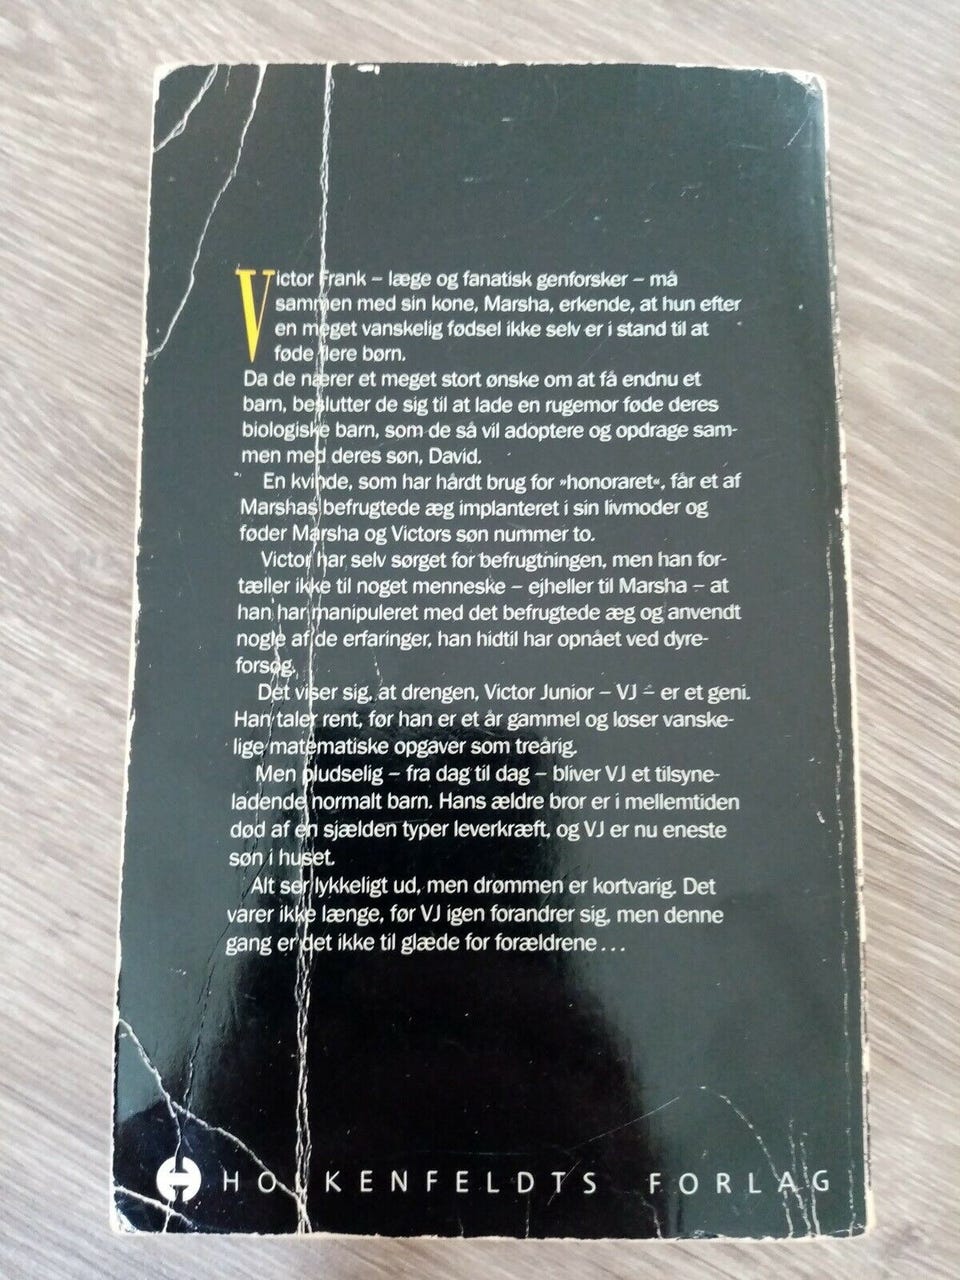 Victor Frank – læge og fanatisk genforsker – må
sammen med sin kone, Marsha, erkende, at hun efter
en meget vanskelig fødsel ikke selv er i stand til at
føde flere børn.
Da de nærer et meget stort ønske om at få endnu et
barn, beslutter de sig til at lade en rugemor føde deres
biologiske barn, som de så vil adoptere og opdrage sam-
men med deres søn, David.
En kvinde, som har hårdt brug for »honoraret«, får et af
Marshas befrugtede æg implanteret i sin livmoder og
føder Marsha og Victors søn nummer to.
Victor har selv sørget for befrugtningen, men han for-
tæller ikke til noget menneske – ejheller til Marsha – at
han har manipuleret med det befrugtede æg og anvendt
nogle af de erfaringer, han hidtil har opnået ved dyre-
forsøg.
Det viser sig, at drengen, Victor Junior – VJ – er et geni.
Han taler rent, før han er et år gammel og løser vanske-
lige matematiske opgaver som treårig.
Men pludselig – fra dag til dag – bliver VJ et tilsyne-
ladende normalt barn. Hans ældre bror er i mellemtiden
død af en sjælden typer leverkræft, og VJ er nu eneste
søn i huset.
Alt ser lykkeligt ud, men drømmen er kortvarig. Det
varer ikke længe, før VJ igen forandrer sig, men denne
gang er det ikke til glæde for forældrene...
HOLKENFELDTS FORLAG